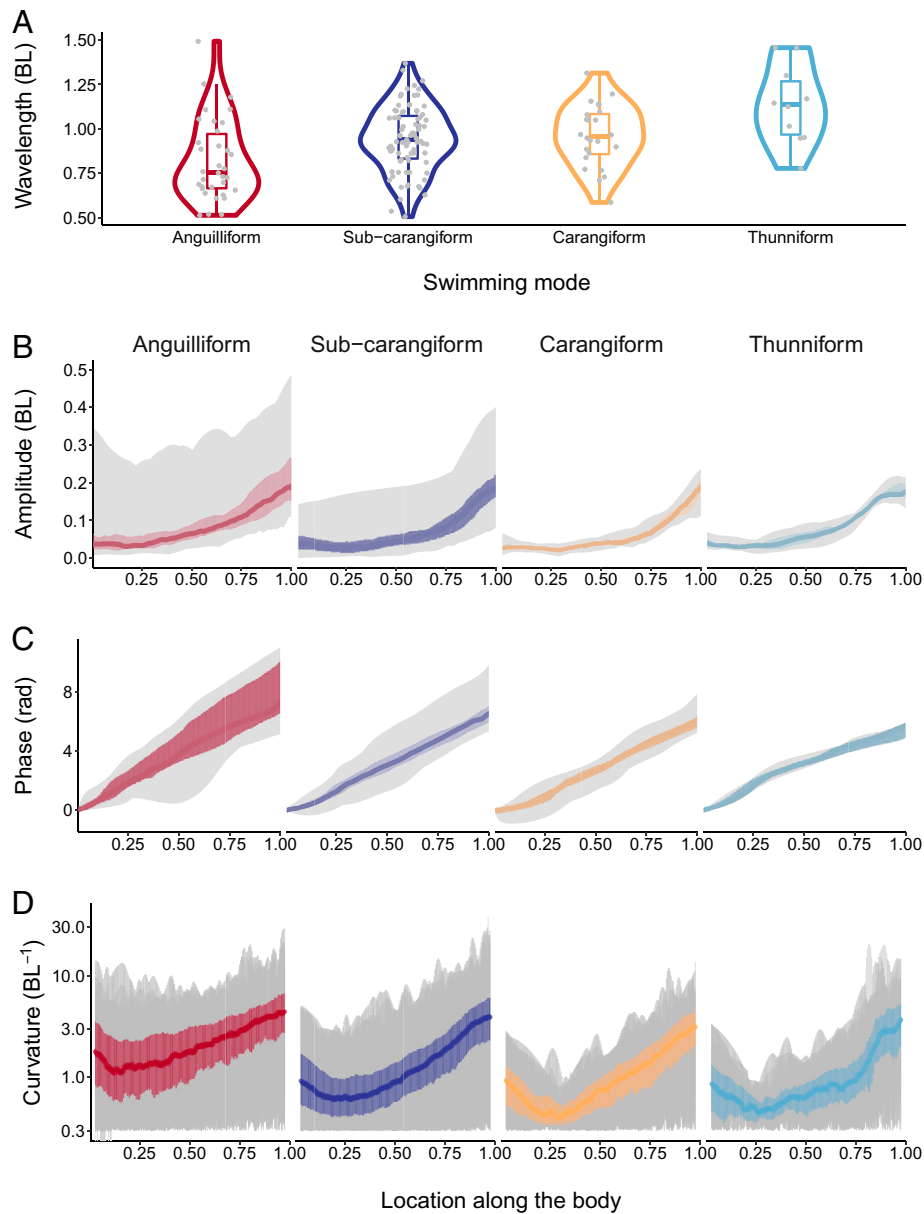 A
Wavelength (BL)
1.50
1.25
1.00
0.75
0.50
Anguilliform Sub−carangiform Carangiform Thunniform
Swimming mode
B
Anguilliform Sub−carangiform Carangiform Thunniform
Amplitude (BL)
0.5
0.4
0.3
0.2
0.1
0.0
0.25 0.50 0.75 1.00 0.25 0.50 0.75 1.00 0.25 0.50 0.75 1.00 0.25 0.50 0.75 1.00
C
Phase (rad)
8
4
0
0.25 0.50 0.75 1.00 0.25 0.50 0.75 1.00 0.25 0.50 0.75 1.00 0.25 0.50 0.75 1.00
D
Curvature (BL⁻¹)
30.0
10.0
3.0
1.0
0.3
0.25 0.50 0.75 1.00 0.25 0.50 0.75 1.00 0.25 0.50 0.75 1.00 0.25 0.50 0.75 1.00
Location along the body